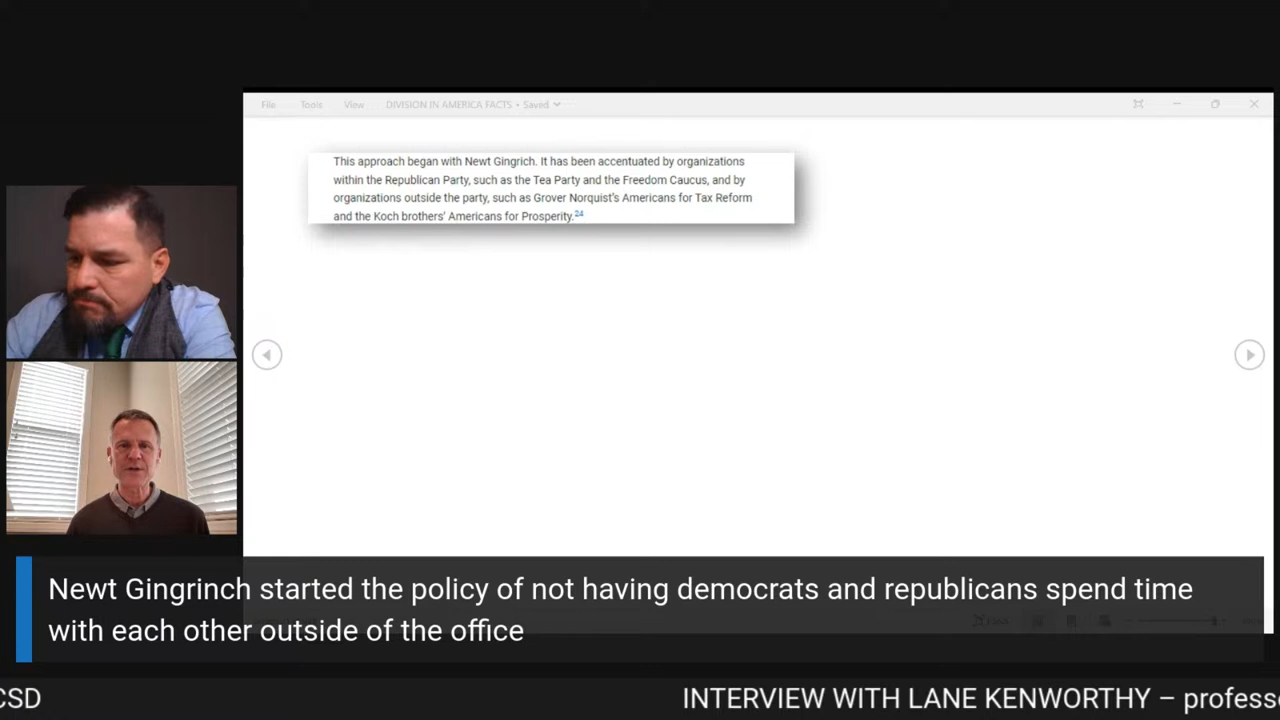 File Tools View DIVISION IN AMERICA FACTS • Saved
This approach began with Newt Gingrich. It has been accentuated by organizations
within the Republican Party, such as the Tea Party and the Freedom Caucus, and by
organizations outside the party, such as Grover Norquist's Americans for Tax Reform
and the Koch brothers' Americans for Prosperity.24
Newt Gingrinch started the policy of not having democrats and republicans spend time
with each other outside of the office
CSD INTERVIEW WITH LANE KENWORTHY – profess